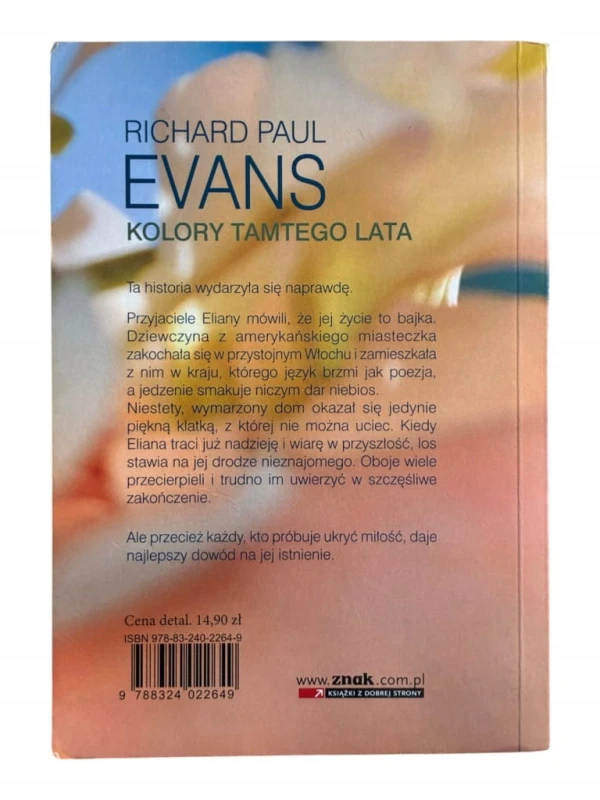 RICHARD PAUL
EVANS
KOLORY TAMTEGO LATA
Ta historia wydarzyła się naprawdę.
Przyjaciele Eliany mówili, że jej życie to bajka.
Dziewczyna z amerykańskiego miasteczka
zakochała się w przystojnym Włochu i zamieszkała
z nim w kraju, którego język brzmi jak poezja,
a jedzenie smakuje niczym dar niebios.
Niestety, wymarzony dom okazał się jedynie
piękną klatką, z której nie można uciec. Kiedy
Eliana traci już nadzieję i wiarę w przyszłość, los
stawia na jej drodze nieznajomego. Oboje wiele
przecierpieli i trudno im uwierzyć w szczęśliwe
zakończenie.
Ale przecież każdy, kto próbuje ukryć miłość, daje
najlepszy dowód na jej istnienie.
Cena detal. 14,90 zł
ISBN 978-83-240-2264-9
9 788324 022649
www.znak.com.pl
KSIĄŻKI Z DOBREJ STRONY